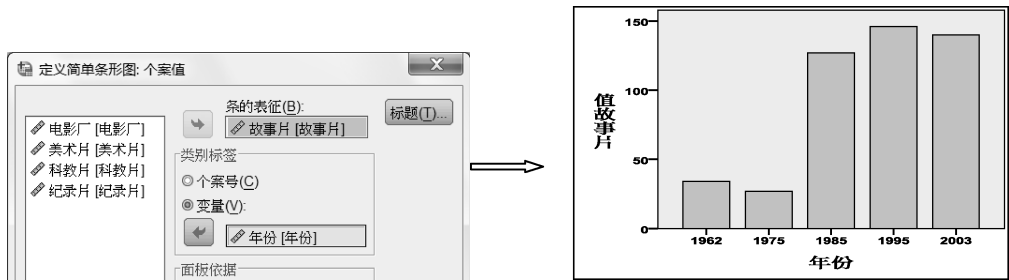 定义简单条形图: 个案值
条的表征(B):
故事片 [故事片]
标题(T)...
电影厂 [电影厂]
美术片 [美术片]
科教片 [科教片]
纪录片 [纪录片]
类别标签
个案号(C)
变量(V):
年份 [年份]
面板依据
值故事片
150
100
50
0
1962 1975 1985 1995 2003
年份